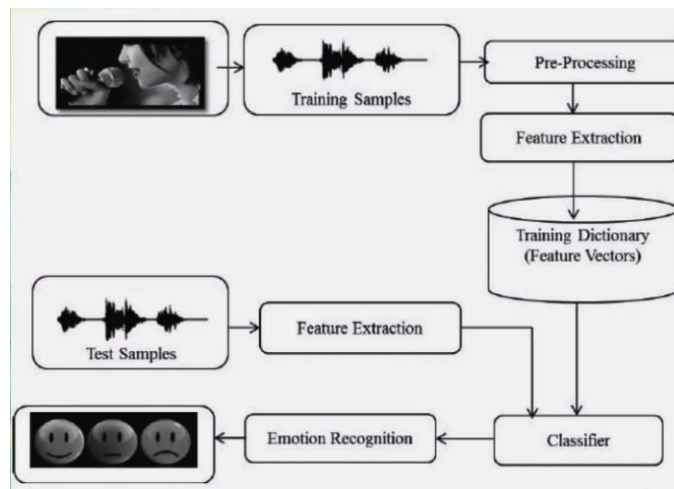 Training Samples
Pre-Processing
Feature Extraction
Training Dictionary
(Feature Vectors)
Test Samples
Feature Extraction
Emotion Recognition
Classifier